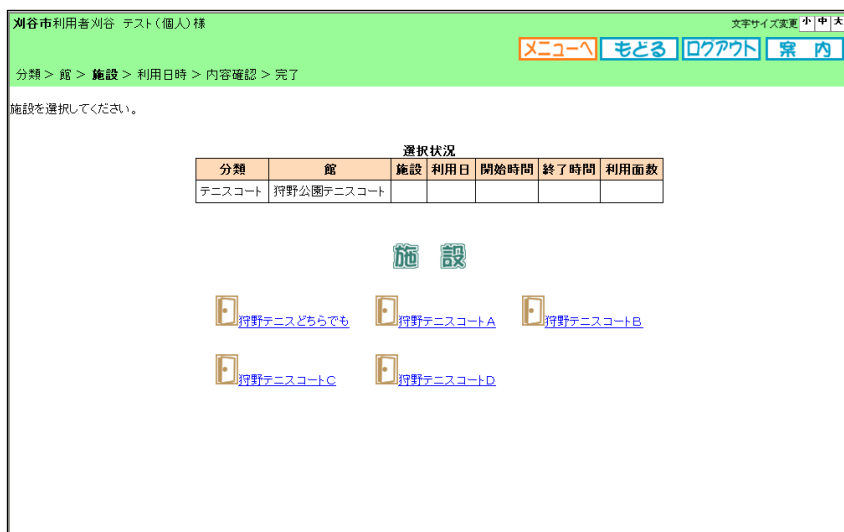 刈谷市利用者刈谷 テスト(個人)様
文字サイズ変更 小 中 大
メニューへ もどる ログアウト 案 内
分類 > 館 > 施設 > 利用日時 > 内容確認 > 完了
施設を選択してください。
選択状況
分類 館 施設 利用日 開始時間 終了時間 利用面数
テニスコート 狩野公園テニスコート
施 設
狩野テニスどちらでも 狩野テニスコートA 狩野テニスコートB
狩野テニスコートC 狩野テニスコートD